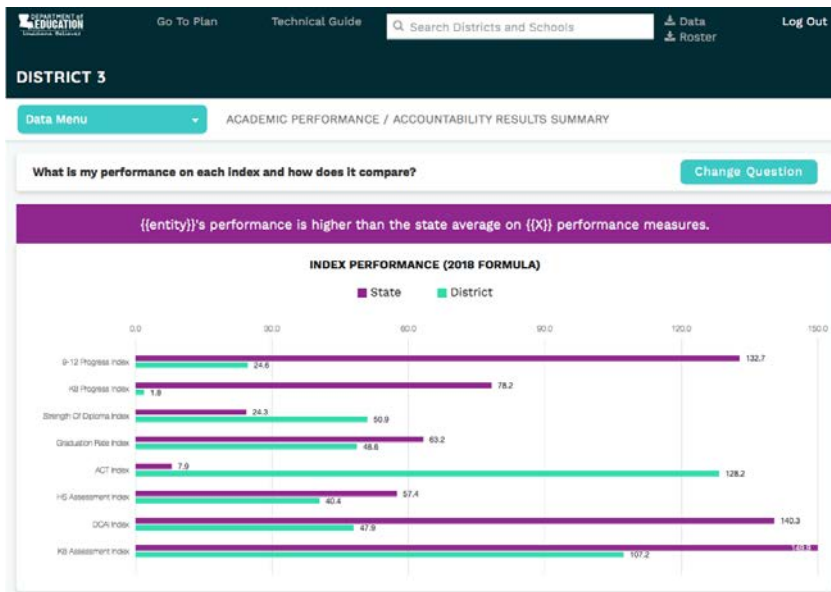 DEPARTMENT of
EDUCATION
Louisiana Believes
Go To Plan
Technical Guide
Search Districts and Schools
Data
Roster
Log Out
DISTRICT 3
Data Menu
ACADEMIC PERFORMANCE / ACCOUNTABILITY RESULTS SUMMARY
What is my performance on each index and how does it compare?
Change Question
{{entity}}'s performance is higher than the state average on {{X}} performance measures.
INDEX PERFORMANCE (2018 FORMULA)
State
District
0.0 30.0 60.0 90.0 120.0 150.0
9-12 Progress Index
132.7
24.6
K8 Progress Index
78.2
1.9
Strength Of Diploma Index
24.3
50.9
Graduation Rate Index
63.2
48.6
ACT Index
7.9
128.2
HS Assessment Index
57.4
40.4
DCAI Index
140.3
47.9
K8 Assessment Index
149.9
107.2